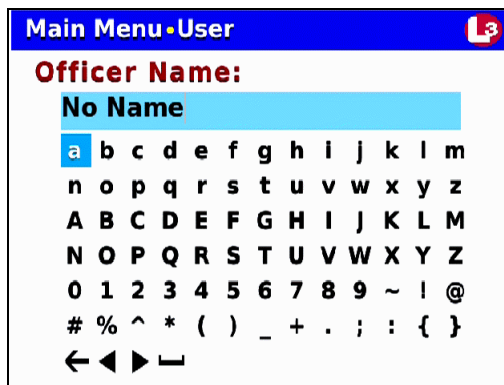 Main Menu•User
L3
Officer Name:
No Name
a b c d e f g h i j k l m
n o p q r s t u v w x y z
A B C D E F G H I J K L M
N O P Q R S T U V W X Y Z
0 1 2 3 4 5 6 7 8 9 ~ ! @
# % ^ * ( ) _ + . ; : { }
← ◀ ▶ ⎵